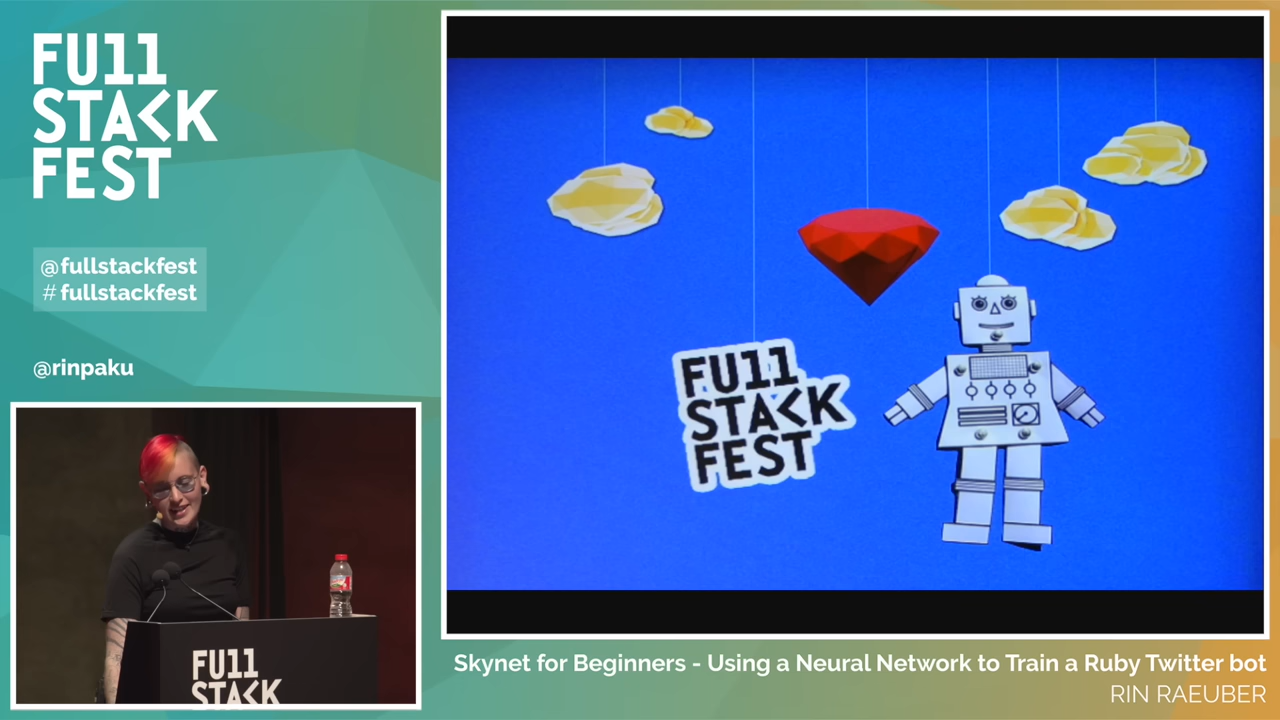 FU11
STACK
FEST
@fullstackfest
# fullstackfest
@rinpaku
FU11
STACK
FEST
FU11
STACK
Skynet for Beginners - Using a Neural Network to Train a Ruby Twitter bot
RIN RAEUBER